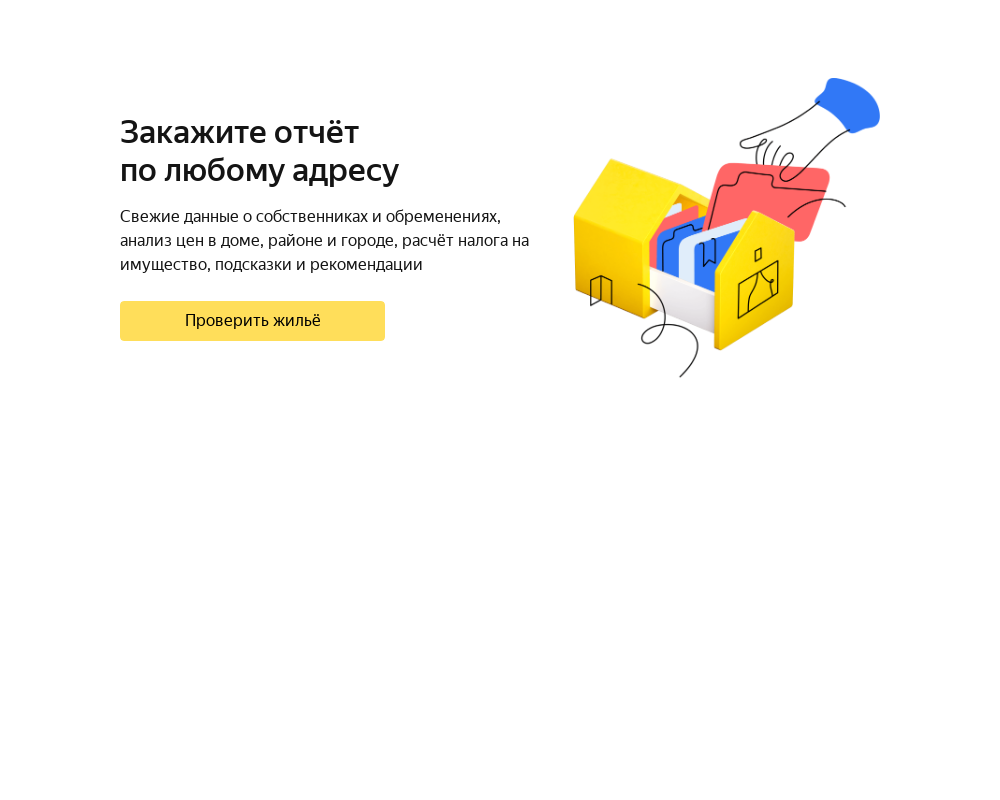 Закажите отчёт
по любому адресу
Свежие данные о собственниках и обременениях,
анализ цен в доме, районе и городе, расчёт налога на
имущество, подсказки и рекомендации
Проверить жильё